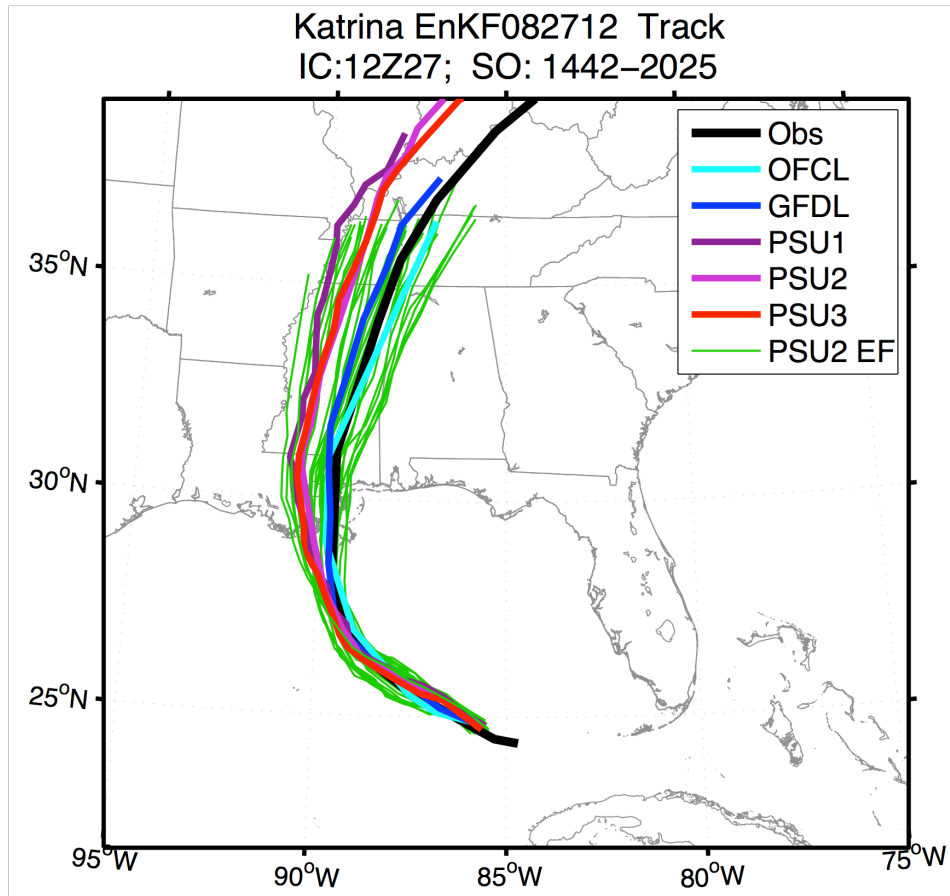 Katrina EnKF082712 Track
IC:12Z27; SO: 1442−2025
Obs
OFCL
GFDL
PSU1
PSU2
PSU3
PSU2 EF
35°N
30°N
25°N
95°W
90°W
85°W
80°W
75°W